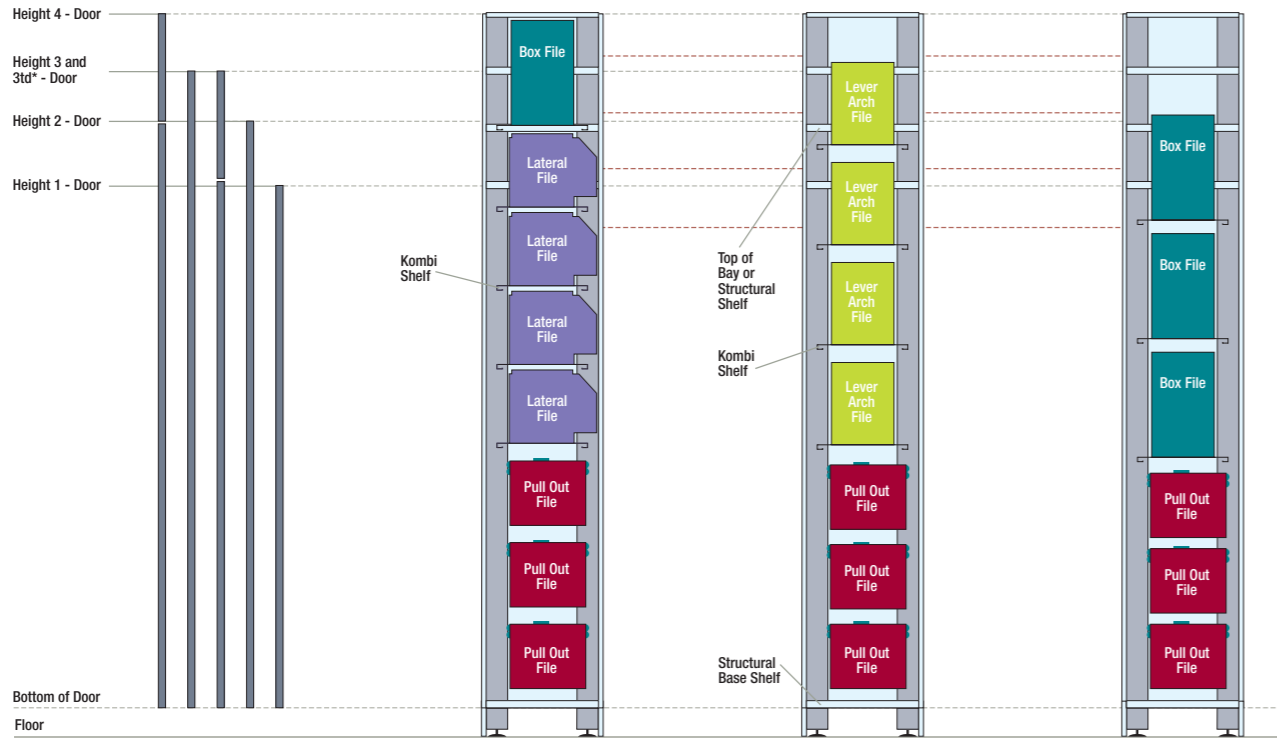 Height 4 - Door
Height 3 and
3td* - Door
Height 2 - Door
Height 1 - Door
Bottom of Door
Floor
Kombi
Shelf
Box File
Lateral
File
Lateral
File
Lateral
File
Lateral
File
Pull Out
File
Pull Out
File
Pull Out
File
Top of
Bay or
Structural
Shelf
Kombi
Shelf
Structural
Base Shelf
Lever
Arch
File
Lever
Arch
File
Lever
Arch
File
Lever
Arch
File
Pull Out
File
Pull Out
File
Pull Out
File
Box File
Box File
Box File
Pull Out
File
Pull Out
File
Pull Out
File